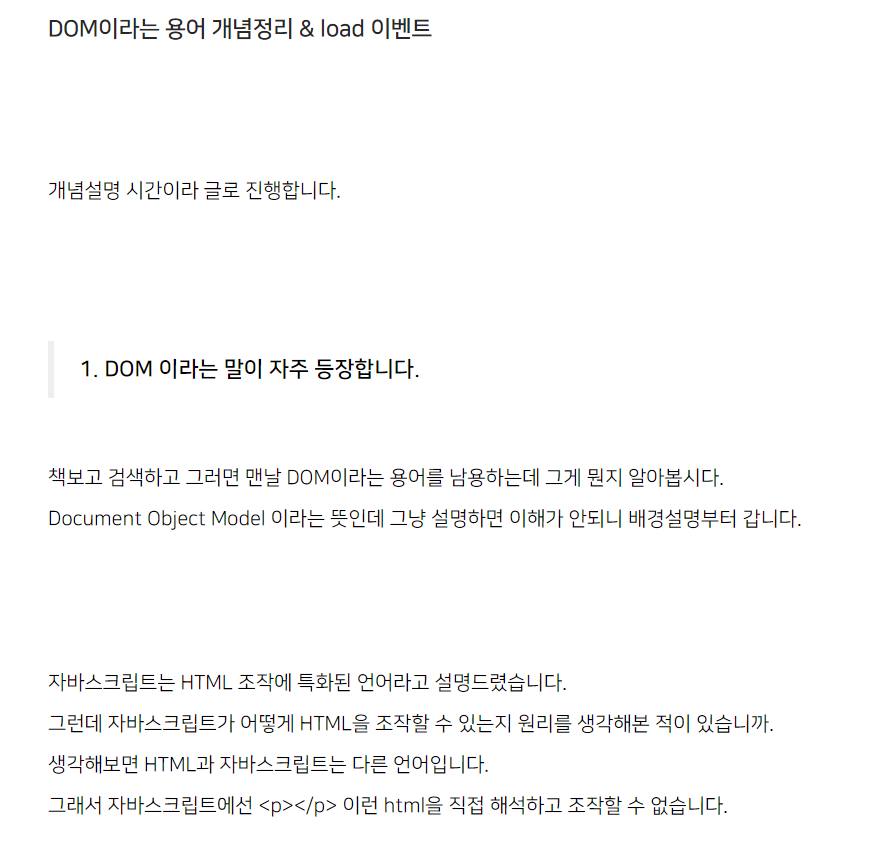 DOM이라는 용어 개념정리 & load 이벤트
개념설명 시간이라 글로 진행합니다.
1. DOM 이라는 말이 자주 등장합니다.
책보고 검색하고 그러면 맨날 DOM이라는 용어를 남용하는데 그게 뭔지 알아봅시다.
Document Object Model 이라는 뜻인데 그냥 설명하면 이해가 안되니 배경설명부터 갑니다.
자바스크립트는 HTML 조작에 특화된 언어라고 설명드렸습니다.
그런데 자바스크립트가 어떻게 HTML을 조작할 수 있는지 원리를 생각해본 적이 있습니까.
생각해보면 HTML과 자바스크립트는 다른 언어입니다.
그래서 자바스크립트에선 <p></p> 이런 html을 직접 해석하고 조작할 수 없습니다.